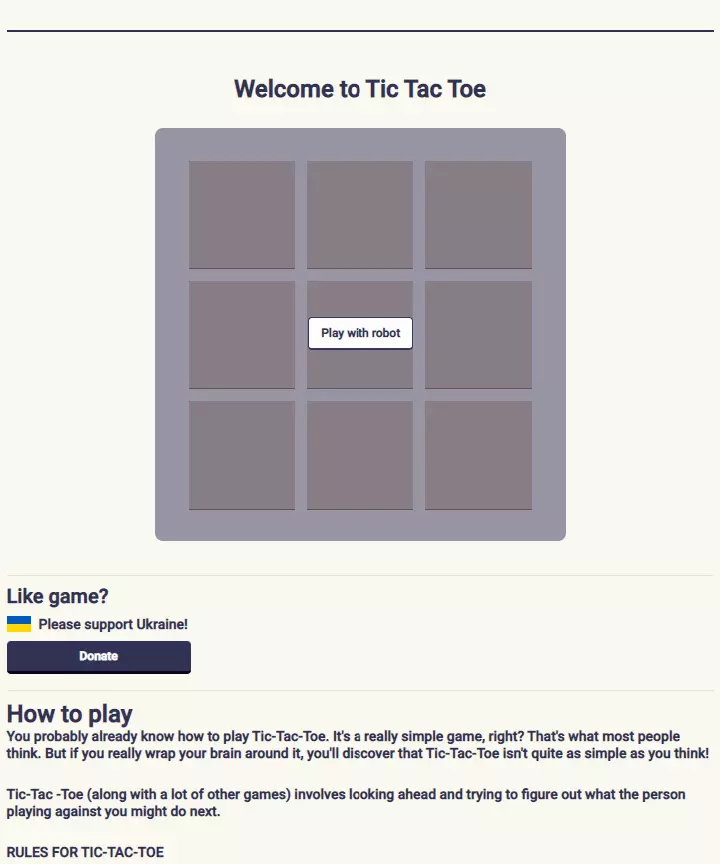 Welcome to Tic Tac Toe
Play with robot
Like game?
Please support Ukraine!
Donate
How to play
You probably already know how to play Tic-Tac-Toe. It's a really simple game, right? That's what most people
think. But if you really wrap your brain around it, you'll discover that Tic-Tac-Toe isn't quite as simple as you think!
Tic-Tac -Toe (along with a lot of other games) involves looking ahead and trying to figure out what the person
playing against you might do next.
RULES FOR TIC-TAC-TOE